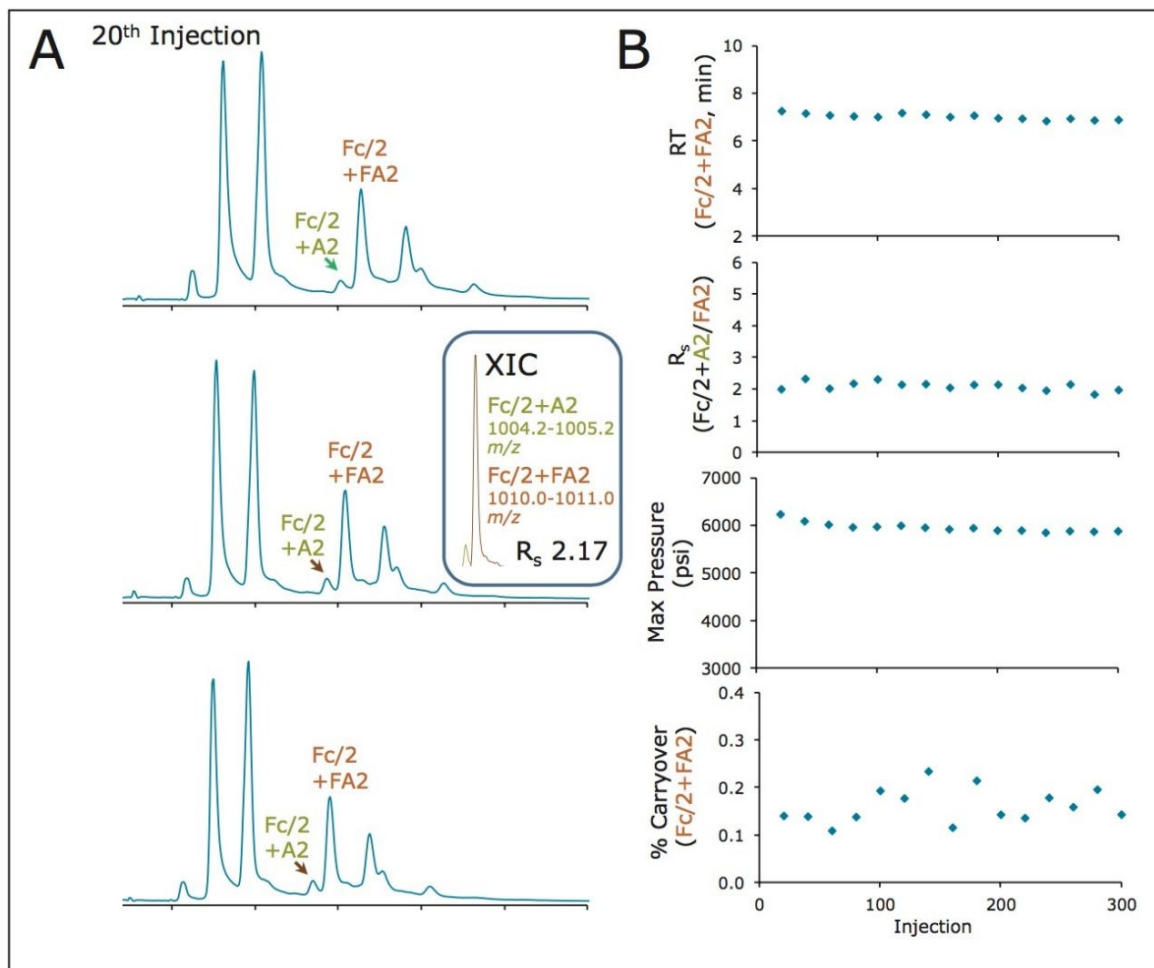 A
20th Injection
Fc/2
+FA2
Fc/2
+A2
Fc/2
+FA2
Fc/2
+A2
XIC
Fc/2+A2
1004.2-1005.2
m/z
Fc/2+FA2
1010.0-1011.0
m/z
Rs 2.17
Fc/2
+FA2
Fc/2
+A2
B
RT
(Fc/2+FA2, min)
10
8
6
4
2
Rs
(Fc/2+A2/FA2)
6
5
4
3
2
1
0
Max Pressure
(psi)
7000
6000
5000
4000
3000
% Carryover
(Fc/2+FA2)
0.4
0.3
0.2
0.1
0.0
0 100 200 300
Injection